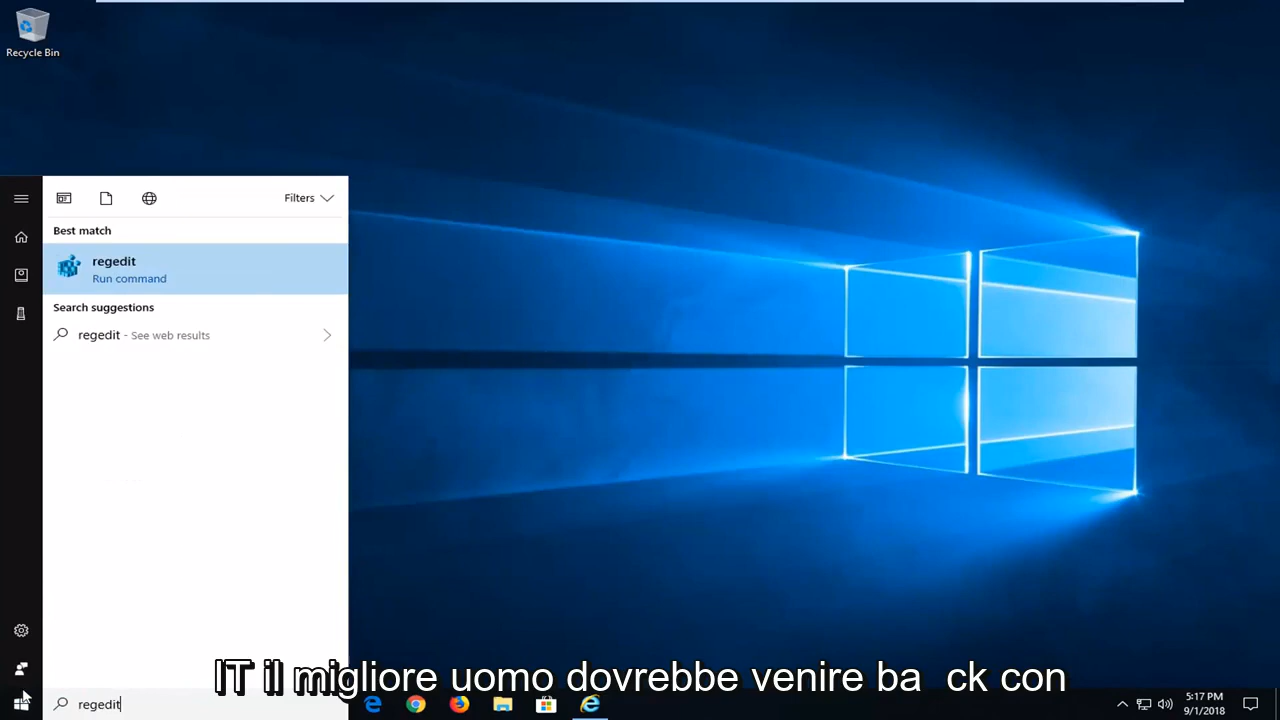 Recycle Bin
Filters
Best match
regedit
Run command
Search suggestions
regedit - See web results
IT il migliore uomo dovrebbe venire ba ck con
regedit
5:17 PM
9/1/2018